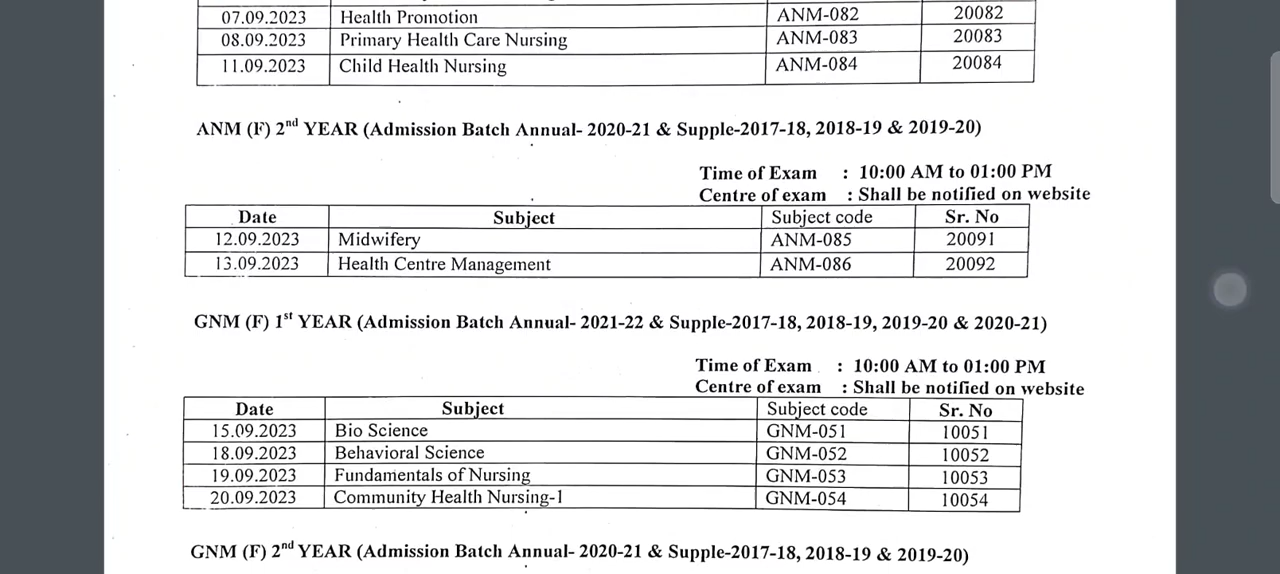 07.09.2023 Health Promotion ANM-082 20082
08.09.2023 Primary Health Care Nursing ANM-083 20083
11.09.2023 Child Health Nursing ANM-084 20084
ANM (F) 2nd YEAR (Admission Batch Annual- 2020-21 & Supple-2017-18, 2018-19 & 2019-20)
Time of Exam : 10:00 AM to 01:00 PM
Centre of exam : Shall be notified on website
Date Subject Subject code Sr. No
12.09.2023 Midwifery ANM-085 20091
13.09.2023 Health Centre Management ANM-086 20092
GNM (F) 1st YEAR (Admission Batch Annual- 2021-22 & Supple-2017-18, 2018-19, 2019-20 & 2020-21)
Time of Exam : 10:00 AM to 01:00 PM
Centre of exam : Shall be notified on website
Date Subject Subject code Sr. No
15.09.2023 Bio Science GNM-051 10051
18.09.2023 Behavioral Science GNM-052 10052
19.09.2023 Fundamentals of Nursing GNM-053 10053
20.09.2023 Community Health Nursing-1 GNM-054 10054
GNM (F) 2nd YEAR (Admission Batch Annual- 2020-21 & Supple-2017-18, 2018-19 & 2019-20)